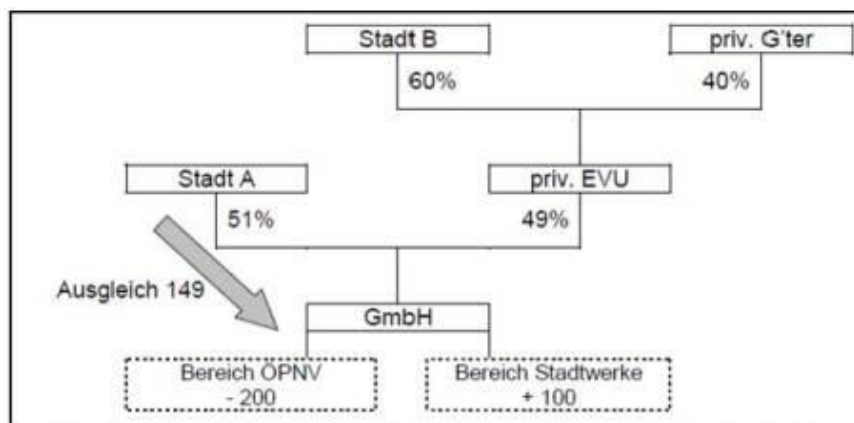 Stadt B
priv. G'ter
60%
40%
Stadt A
priv. EVU
51%
49%
Ausgleich 149
GmbH
Bereich ÖPNV
- 200
Bereich Stadtwerke
+ 100